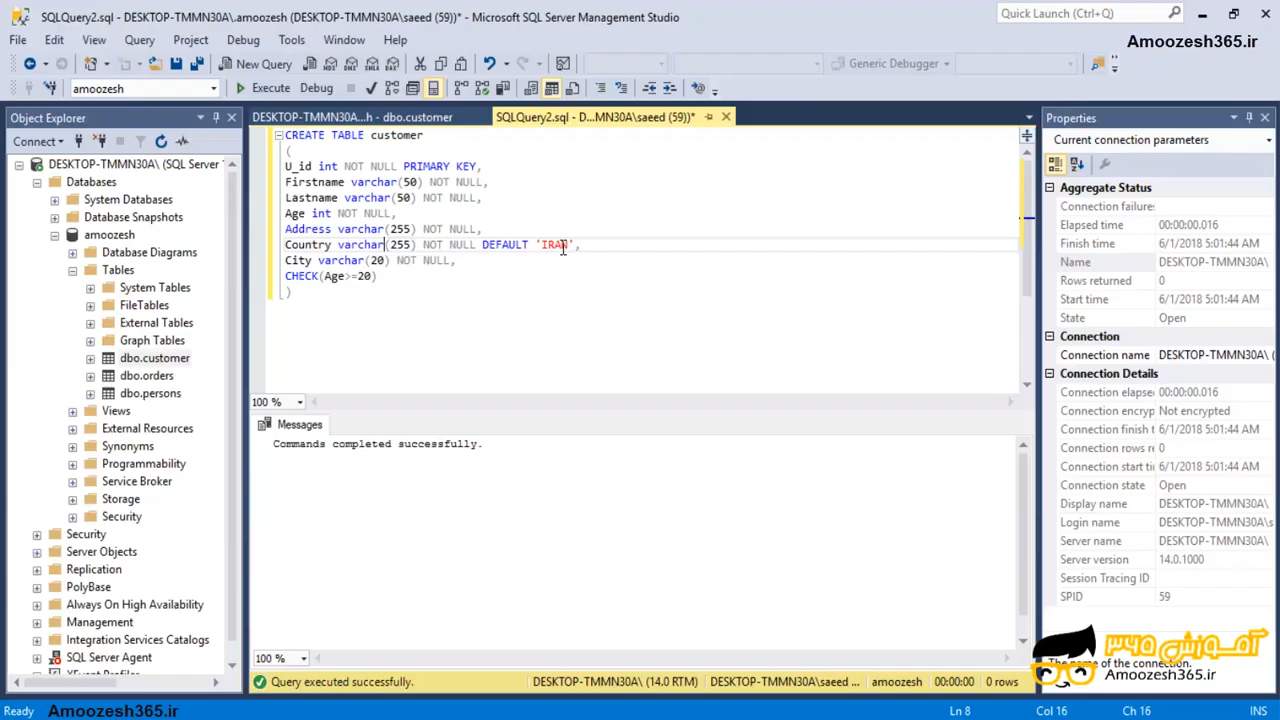 SQLQuery2.sql - DESKTOP-TMMN30A\.amoozesh (DESKTOP-TMMN30A\saeed (59))* - Microsoft SQL Server Management Studio
Quick Launch (Ctrl+Q)
File Edit View Query Project Debug Tools Window Help
Amoozesh365.ir
New Query
Generic Debugger
amoozesh
Execute Debug
Object Explorer
DESKTOP-TMMN30A...h - dbo.customer
SQLQuery2.sql - D...MN30A\saeed (59))*
Properties
Connect
DESKTOP-TMMN30A\ (SQL Server
Databases
System Databases
Database Snapshots
amoozesh
Database Diagrams
Tables
System Tables
FileTables
External Tables
Graph Tables
dbo.customer
dbo.orders
dbo.persons
Views
External Resources
Synonyms
Programmability
Service Broker
Storage
Security
Security
Server Objects
Replication
PolyBase
Always On High Availability
Management
Integration Services Catalogs
SQL Server Agent
XEvent Profiler
CREATE TABLE customer
(
U_id int NOT NULL PRIMARY KEY,
Firstname varchar(50) NOT NULL,
Lastname varchar(50) NOT NULL,
Age int NOT NULL,
Address varchar(255) NOT NULL,
Country varchar(255) NOT NULL DEFAULT 'IRAN',
City varchar(20) NOT NULL,
CHECK(Age>=20)
)
100 %
Messages
Commands completed successfully.
100 %
Query executed successfully.
DESKTOP-TMMN30A\ (14.0 RTM)
DESKTOP-TMMN30A\saeed ...
amoozesh
00:00:00
0 rows
Current connection parameters
Aggregate Status
Connection failures
Elapsed time 00:00:00.016
Finish time 6/1/2018 5:01:44 AM
Name DESKTOP-TMMN30A\
Rows returned 0
Start time 6/1/2018 5:01:44 AM
State Open
Connection
Connection name DESKTOP-TMMN30A\ (
Connection Details
Connection elapse 00:00:00.016
Connection encryp Not encrypted
Connection finish t 6/1/2018 5:01:44 AM
Connection rows re 0
Connection start tir 6/1/2018 5:01:44 AM
Connection state Open
Display name DESKTOP-TMMN30A\
Login name DESKTOP-TMMN30A\s
Server name DESKTOP-TMMN30A\
Server version 14.0.1000
Session Tracing ID
SPID 59
آموزش ۳۶۵
The name of the connection.
Amoozesh365.ir
Ready
Amoozesh365.ir
Ln 8
Col 16
Ch 16
INS